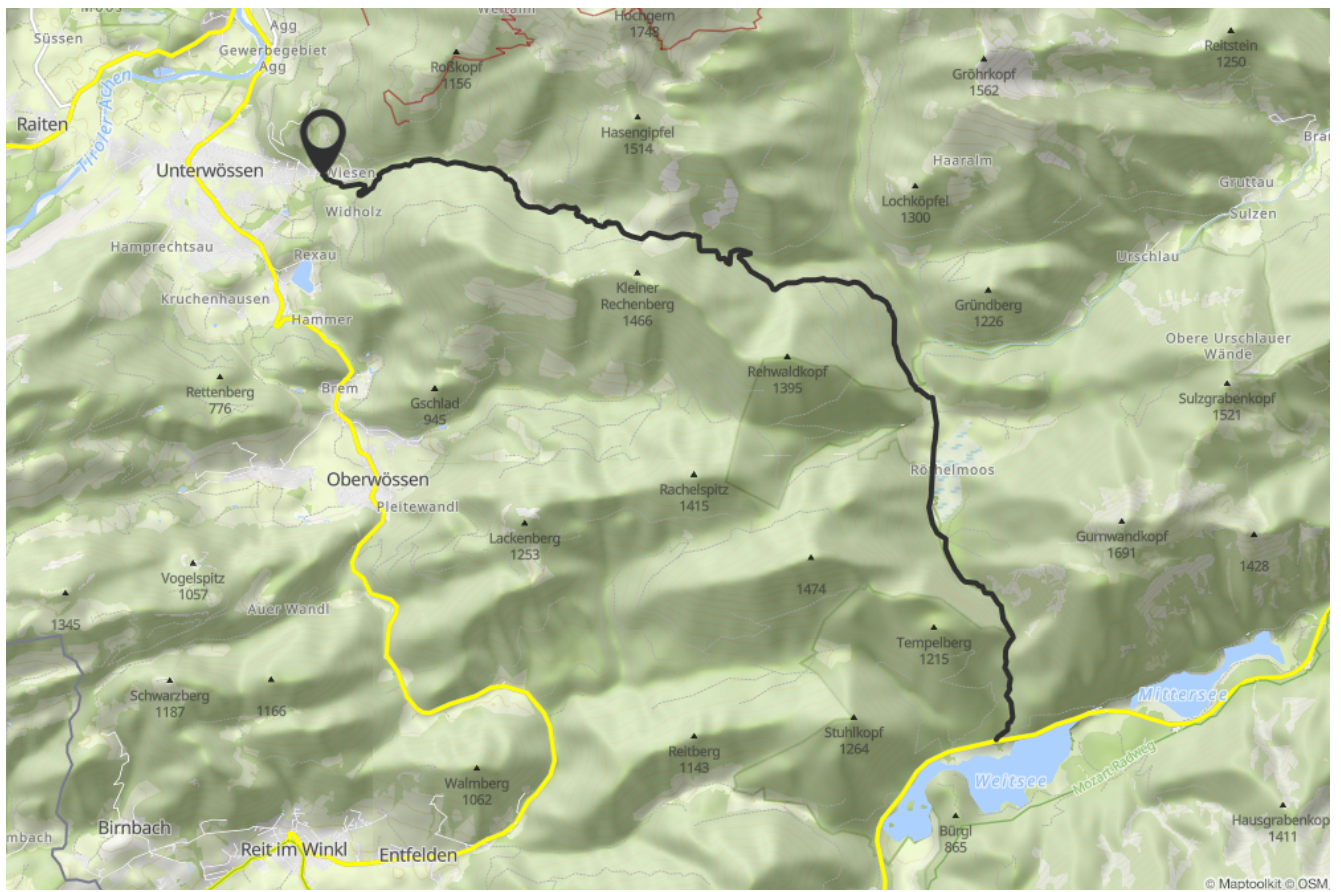 MOOS
Agg
Hochgern
1748
Süssen
Gewerbegebiet
Agg
Roßkopf
1156
Reitstein
1250
Gröhrkopf
1562
Raiten
Tiroler Achen
Hasengipfel
1514
Haaralm
Unterwössen
Wiesen
Widholz
Lochköpfel
1300
Gruttau
Sulzen
Hamprechtsau
Rexau
Urschlau
Kruchenhausen
Hammer
Kleiner
Rechenberg
1466
Gründberg
1226
Obere Urschlauer
Wände
Rettenberg
776
Brem
Gschlad
945
Rehwaldkopf
1395
Sulzgrabenkopf
1521
Oberwössen
Pleitewandl
Rachelspitz
1415
Röthelmoos
Lackenberg
1253
Gumwandkopf
1691
1428
Vogelspitz
1057
1474
1345
Auer Wandl
Tempelberg
1215
Schwarzberg
1187
1166
Mittersee
Reitberg
1143
Stuhlkopf
1264
Walmberg
1062
Weitsee
Mozart-Radweg
Birnbach
mbach
Reit im Winkl
Entfelden
Bürgl
865
Hausgrabenkop
1411
© Maptoolkit © OSM